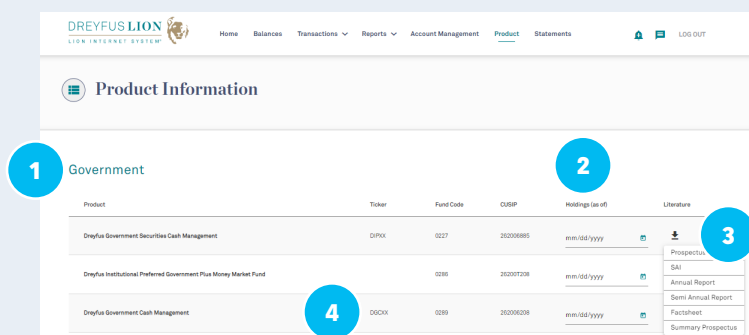 DREYFUS LION
LION INTERNET SYSTEM
Home Balances Transactions Reports Account Management Product Statements LOG OUT
Product Information
1
Government
2
Product Ticker Fund Code CUSIP Holdings (as of) Literature
3
Dreyfus Government Securities Cash Management DIPXX 0227 262006885 mm/dd/yyyy
Prospectus
SAI
Dreyfus Institutional Preferred Government Plus Money Market Fund 0286 26200T208 mm/dd/yyyy
Annual Report
Semi Annual Report
4
Dreyfus Government Cash Management DGCXX 0289 262006208 mm/dd/yyyy
Factsheet
Summary Prospectus